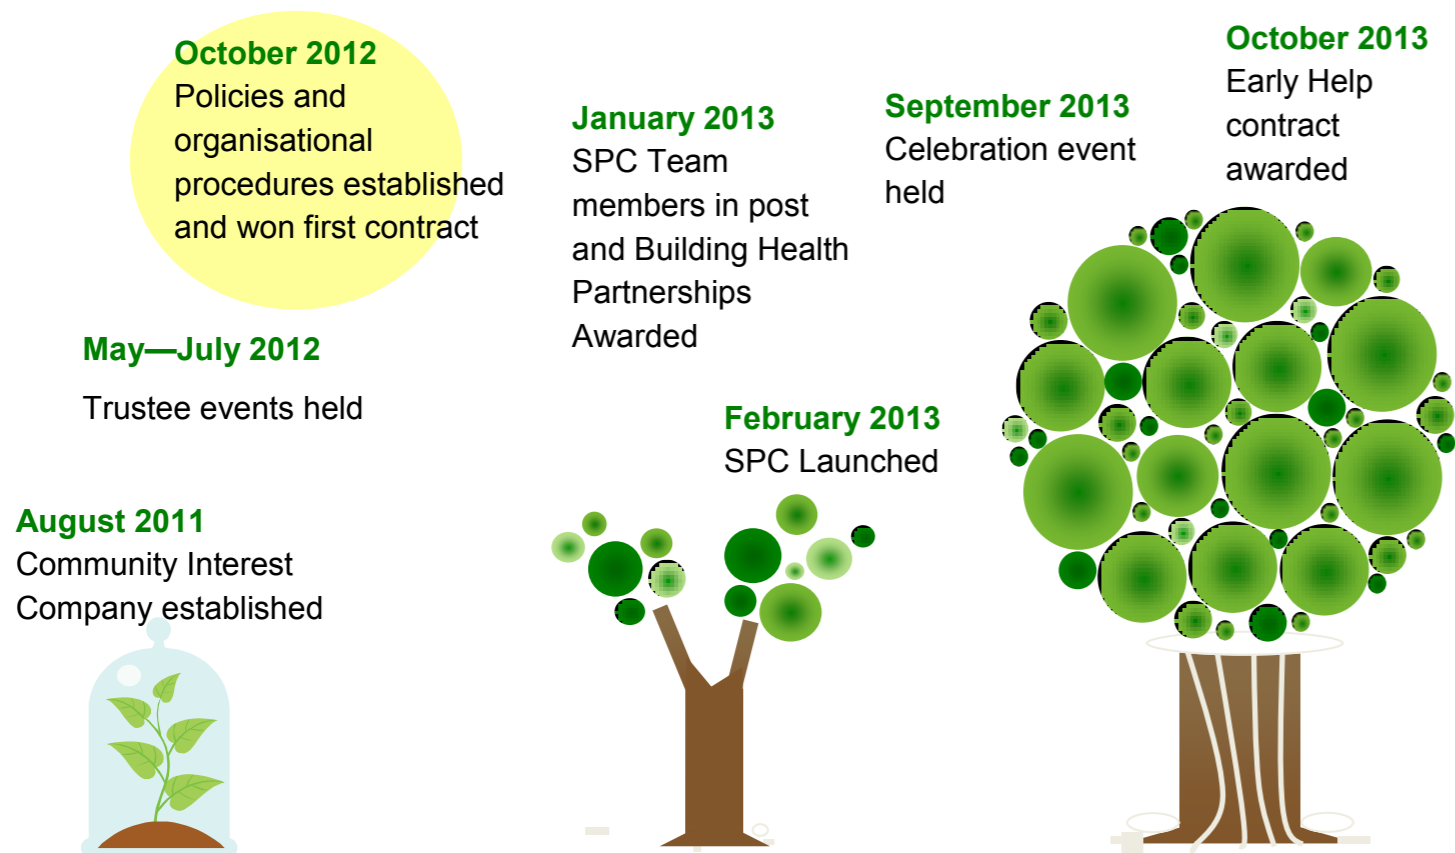 October 2012
Policies and
organisational
procedures established
and won first contract
May—July 2012
Trustee events held
August 2011
Community Interest
Company established
January 2013
SPC Team
members in post
and Building Health
Partnerships
Awarded
February 2013
SPC Launched
September 2013
Celebration event
held
October 2013
Early Help
contract
awarded